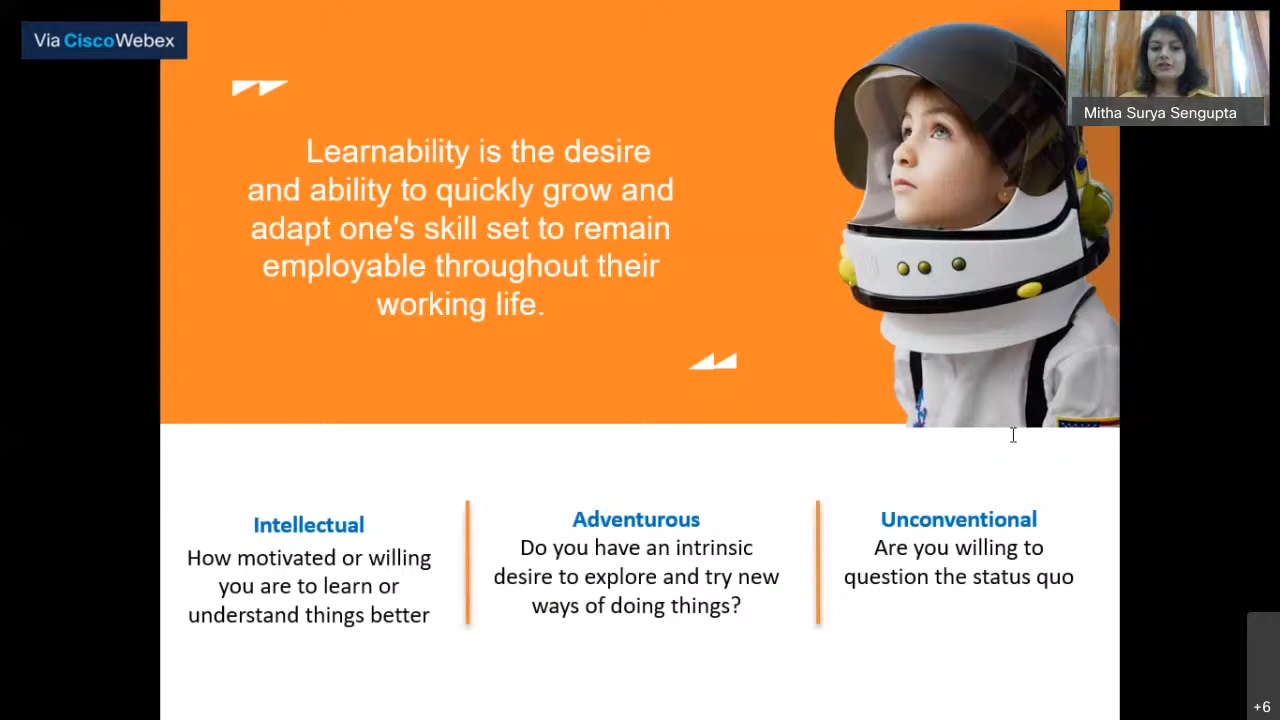 Via CiscoWebex
Mitha Surya Sengupta
Learnability is the desire
and ability to quickly grow and
adapt one's skill set to remain
employable throughout their
working life.
Intellectual
How motivated or willing
you are to learn or
understand things better
Adventurous
Do you have an intrinsic
desire to explore and try new
ways of doing things?
Unconventional
Are you willing to
question the status quo
+6